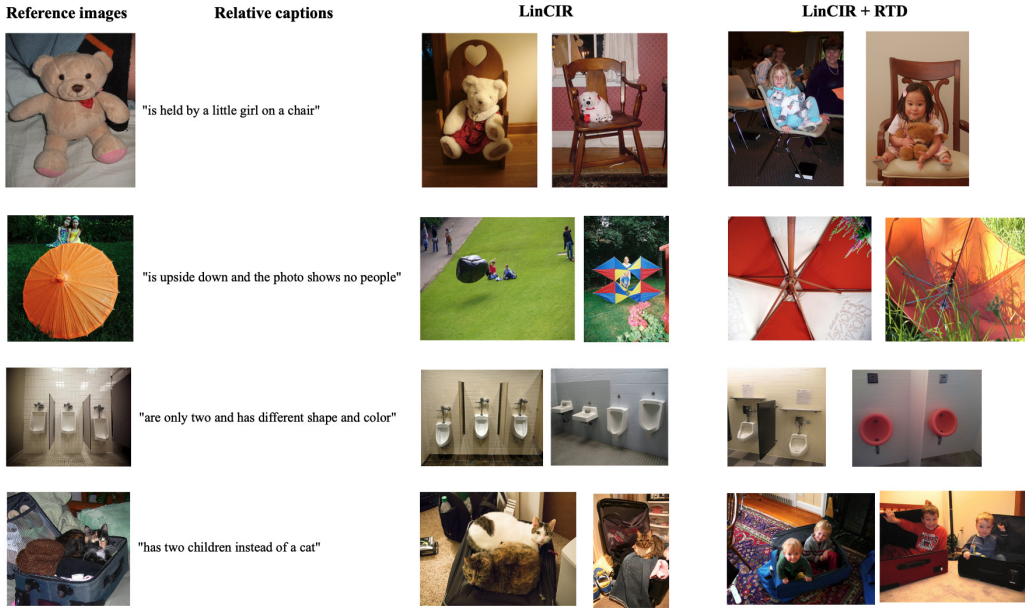 Reference images
Relative captions
LinCIR
LinCIR + RTD
"is held by a little girl on a chair"
"is upside down and the photo shows no people"
"are only two and has different shape and color"
"has two children instead of a cat"